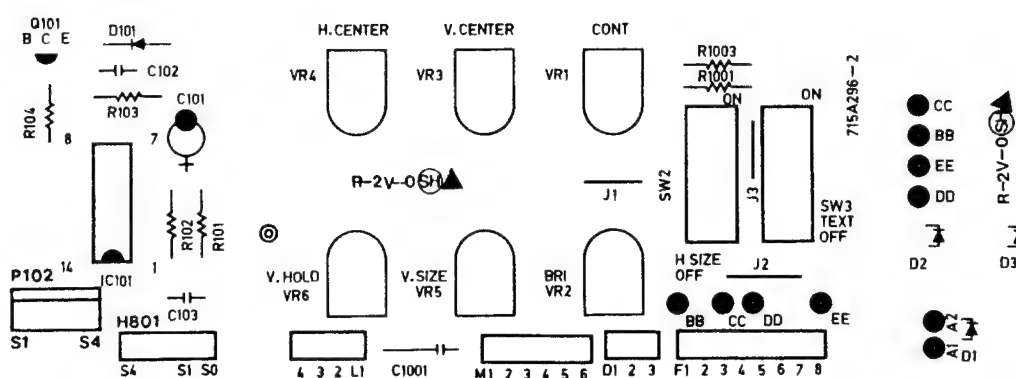 Q101
B C E
D101
C102
R103
R104
C101
8
7
14
1
IC101
R102
R101
C103
P102
S1
S4
H801
S4
S1
S0
H.CENTER
VR4
V.CENTER
VR3
CONT
VR1
R-2V-0 SH
J1
V.HOLD
VR6
V.SIZE
VR5
BRI
VR2
4 3 2 L1
C1001
M1 2 3 4 5 6
D1 2 3
R1003
R1001
ON
ON
715A296-2
SW2
J3
SW3
TEXT
OFF
H SIZE
OFF
J2
BB
CC
DD
EE
F1 2 3 4 5 6 7 8
CC
BB
EE
DD
R-2V-0 SH
D2
D3
A2
A1
D1